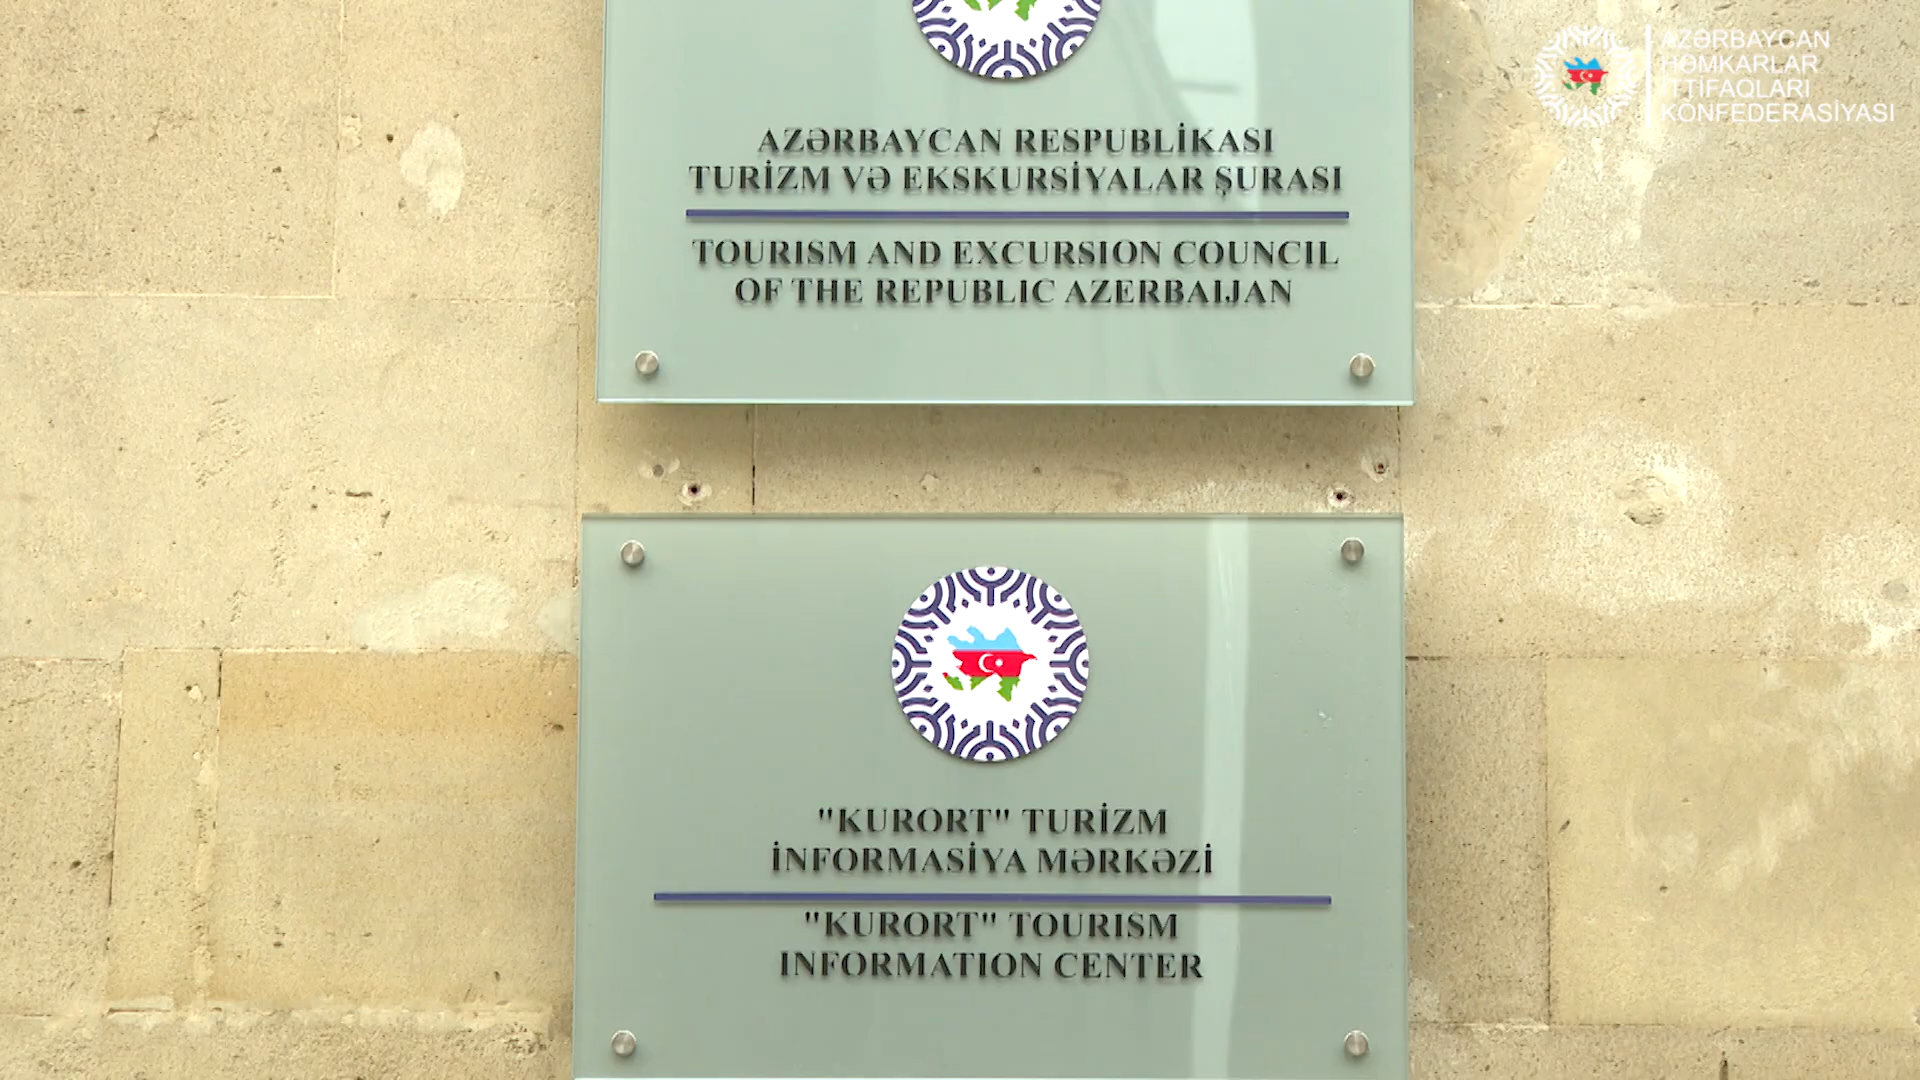 AZƏRBAYCAN
HƏMKARLAR
İTTİFAQLARI
KONFEDERASİYASI
AZƏRBAYCAN RESPUBLİKASI
TURİZM VƏ EKSKURSİYALAR ŞURASI
TOURISM AND EXCURSION COUNCIL
OF THE REPUBLIC AZERBAIJAN
"KURORT" TURİZM
İNFORMASİYA MƏRKƏZİ
"KURORT" TOURISM
INFORMATION CENTER